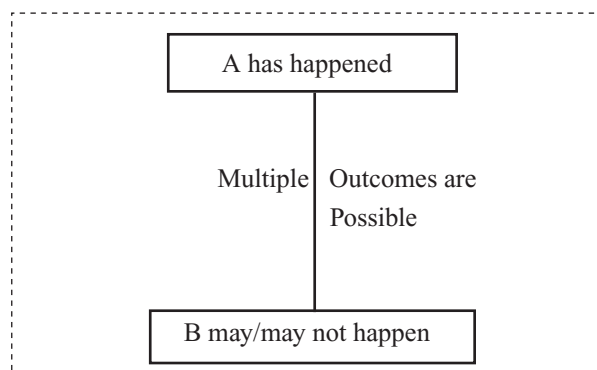 A has happened
Multiple Outcomes are
Possible
B may/may not happen